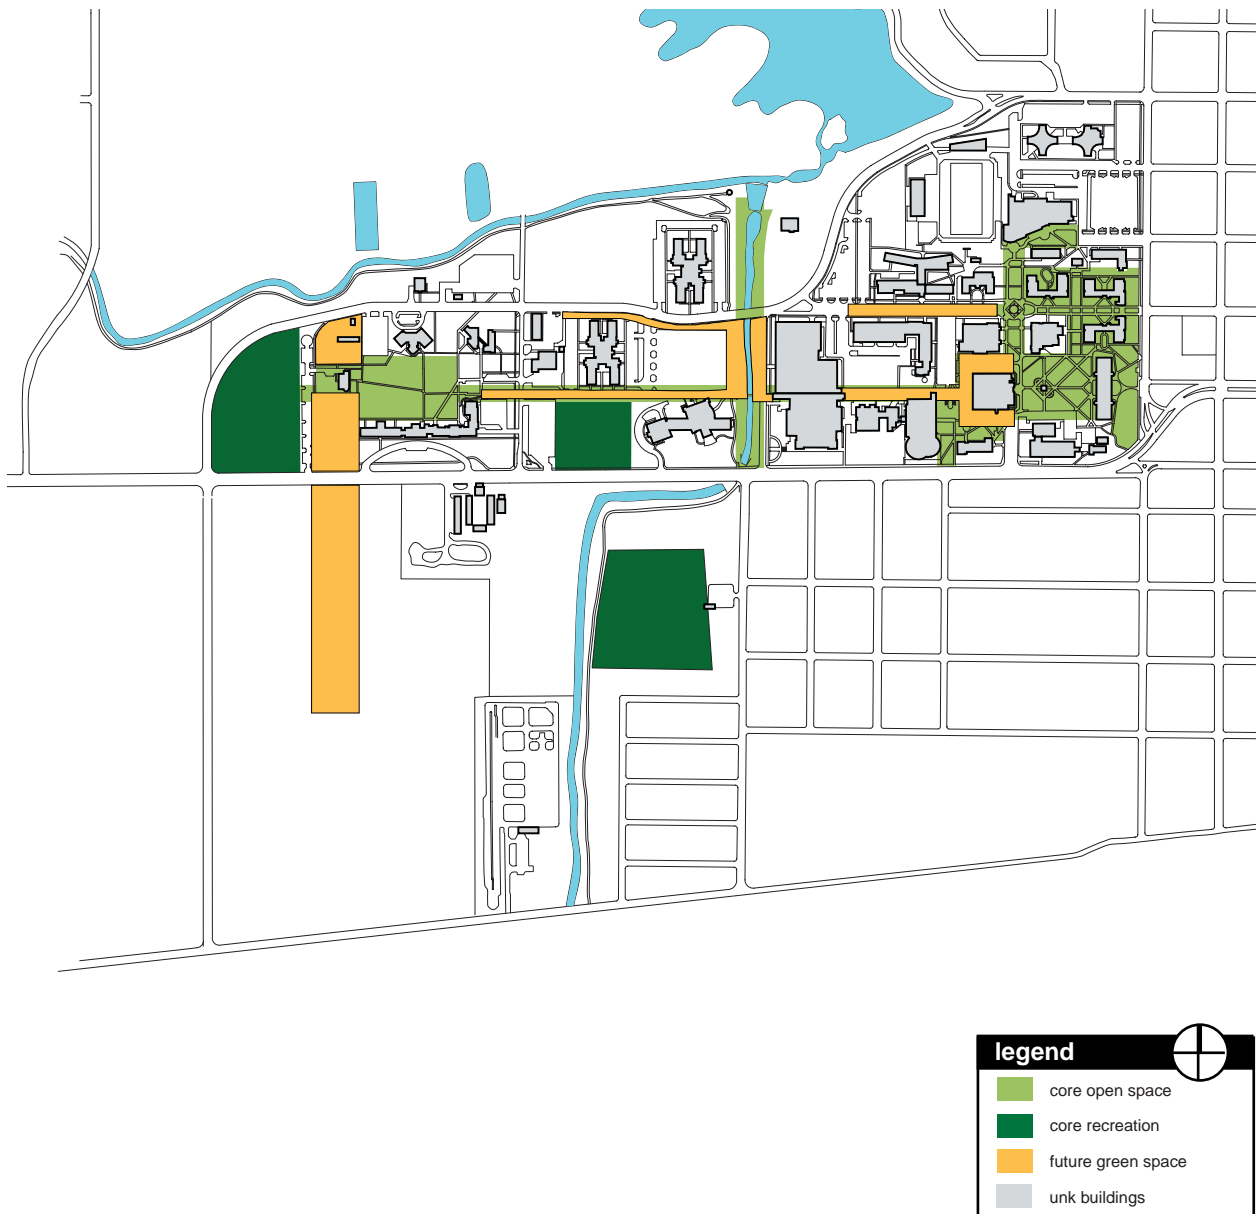 legend
core open space
core recreation
future green space
unk buildings